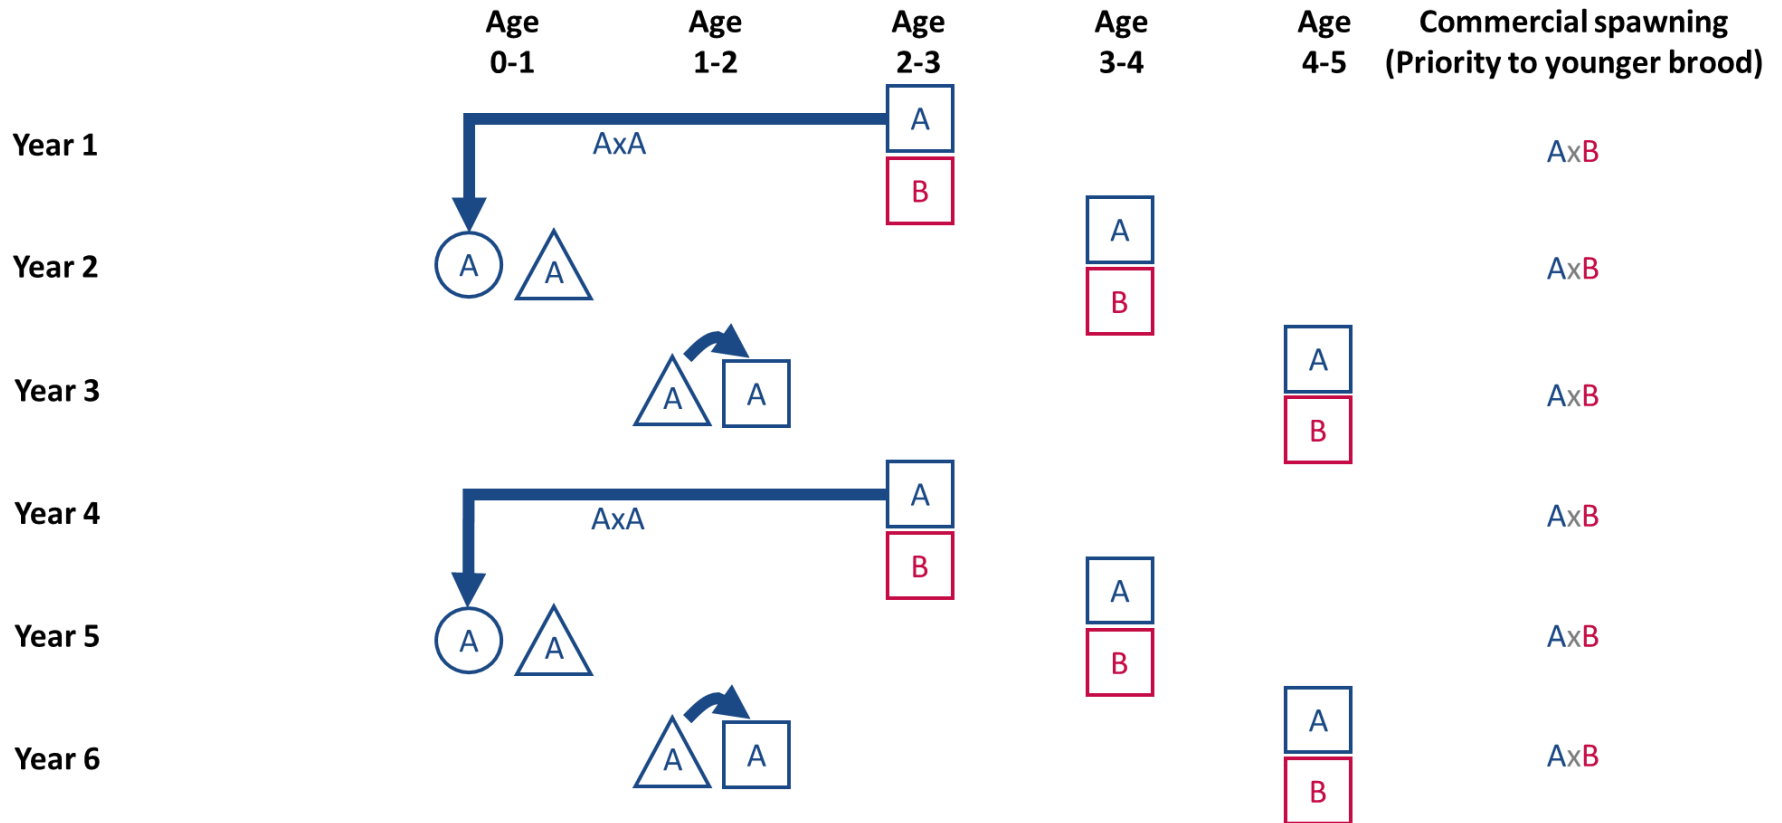 Age Age Age Age Age Commercial spawning
0-1 1-2 2-3 3-4 4-5 (Priority to younger brood)
A
Year 1 AxA AxB
B
A
Year 2 A A AxB
B
A
Year 3 A A AxB
B
A
Year 4 AxA AxB
B
A
Year 5 A A AxB
B
A
Year 6 A A AxB
B